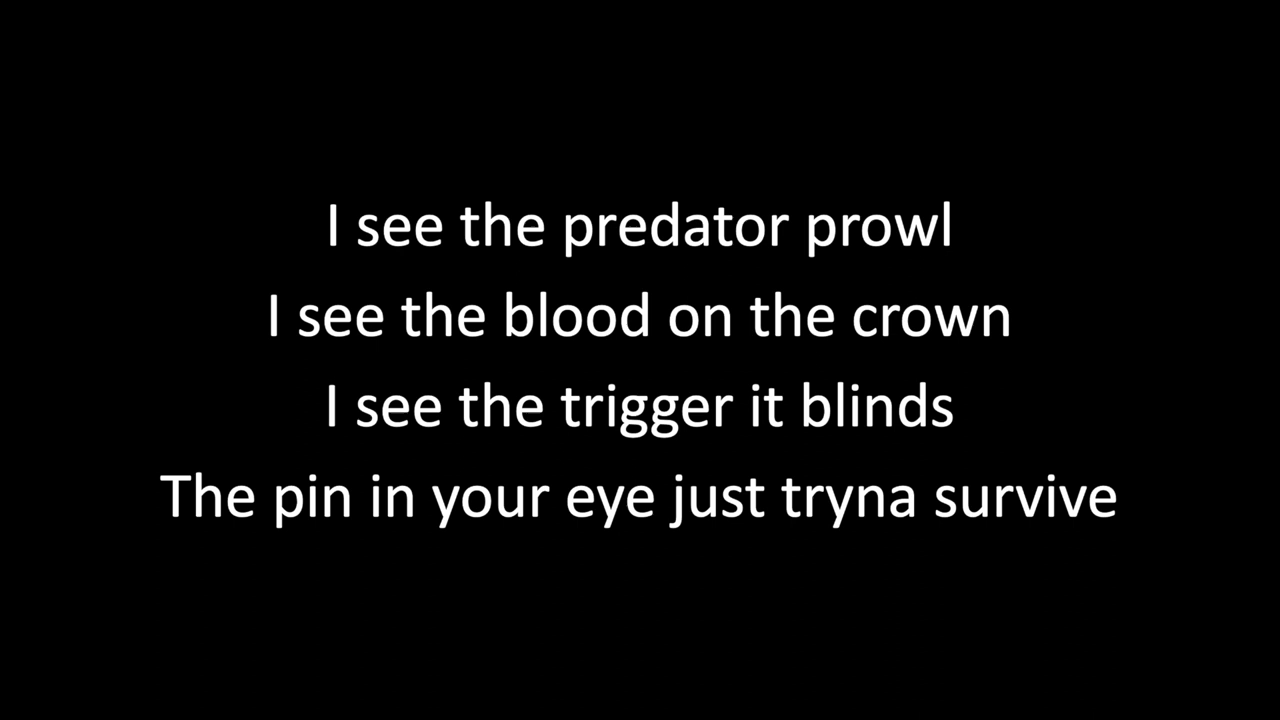 I see the predator prowl
I see the blood on the crown
I see the trigger it blinds
The pin in your eye just tryna survive